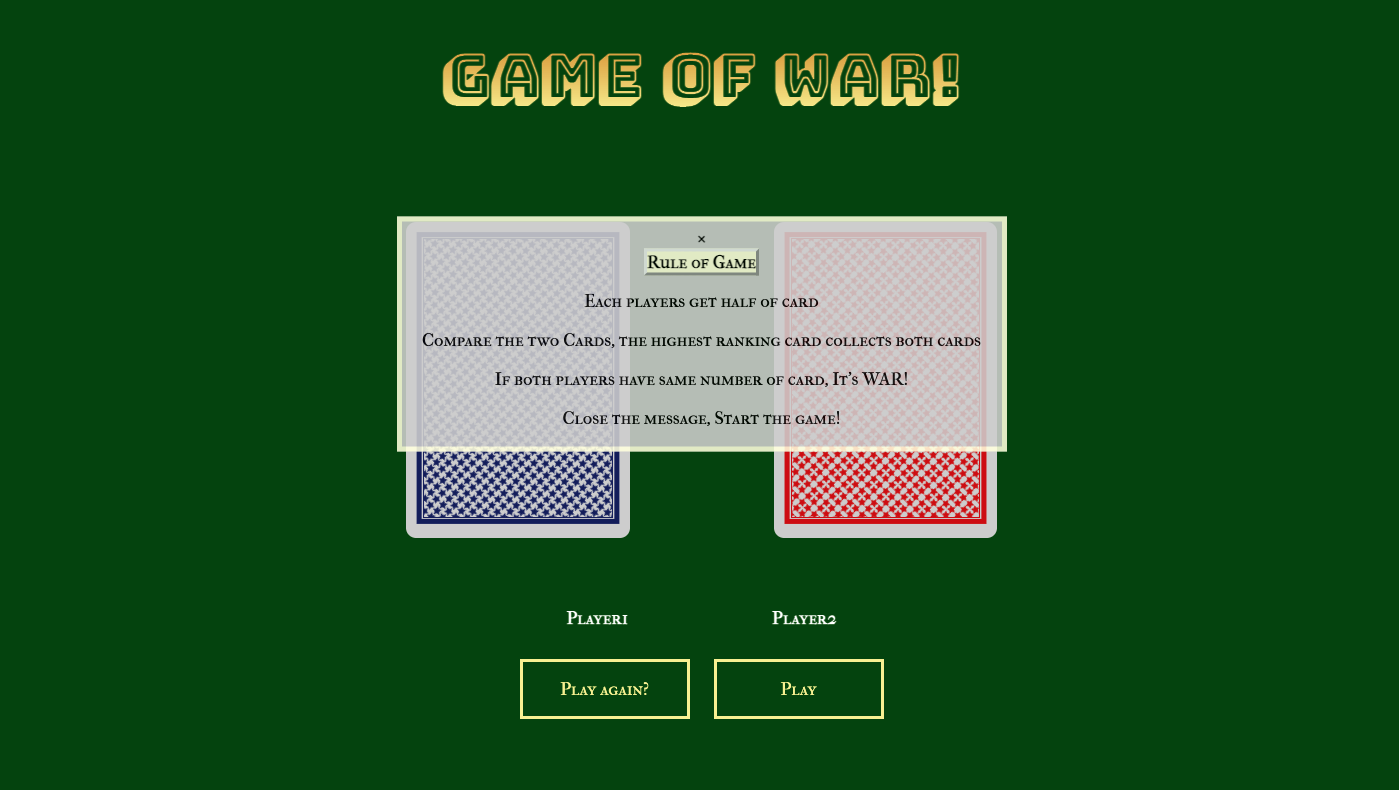 GAME OF WAR!
×
Rule of Game
Each players get half of card
Compare the two Cards, the highest ranking card collects both cards
If both players have same number of card, It's WAR!
Close the message, Start the game!
Player1 Player2
Play again? Play